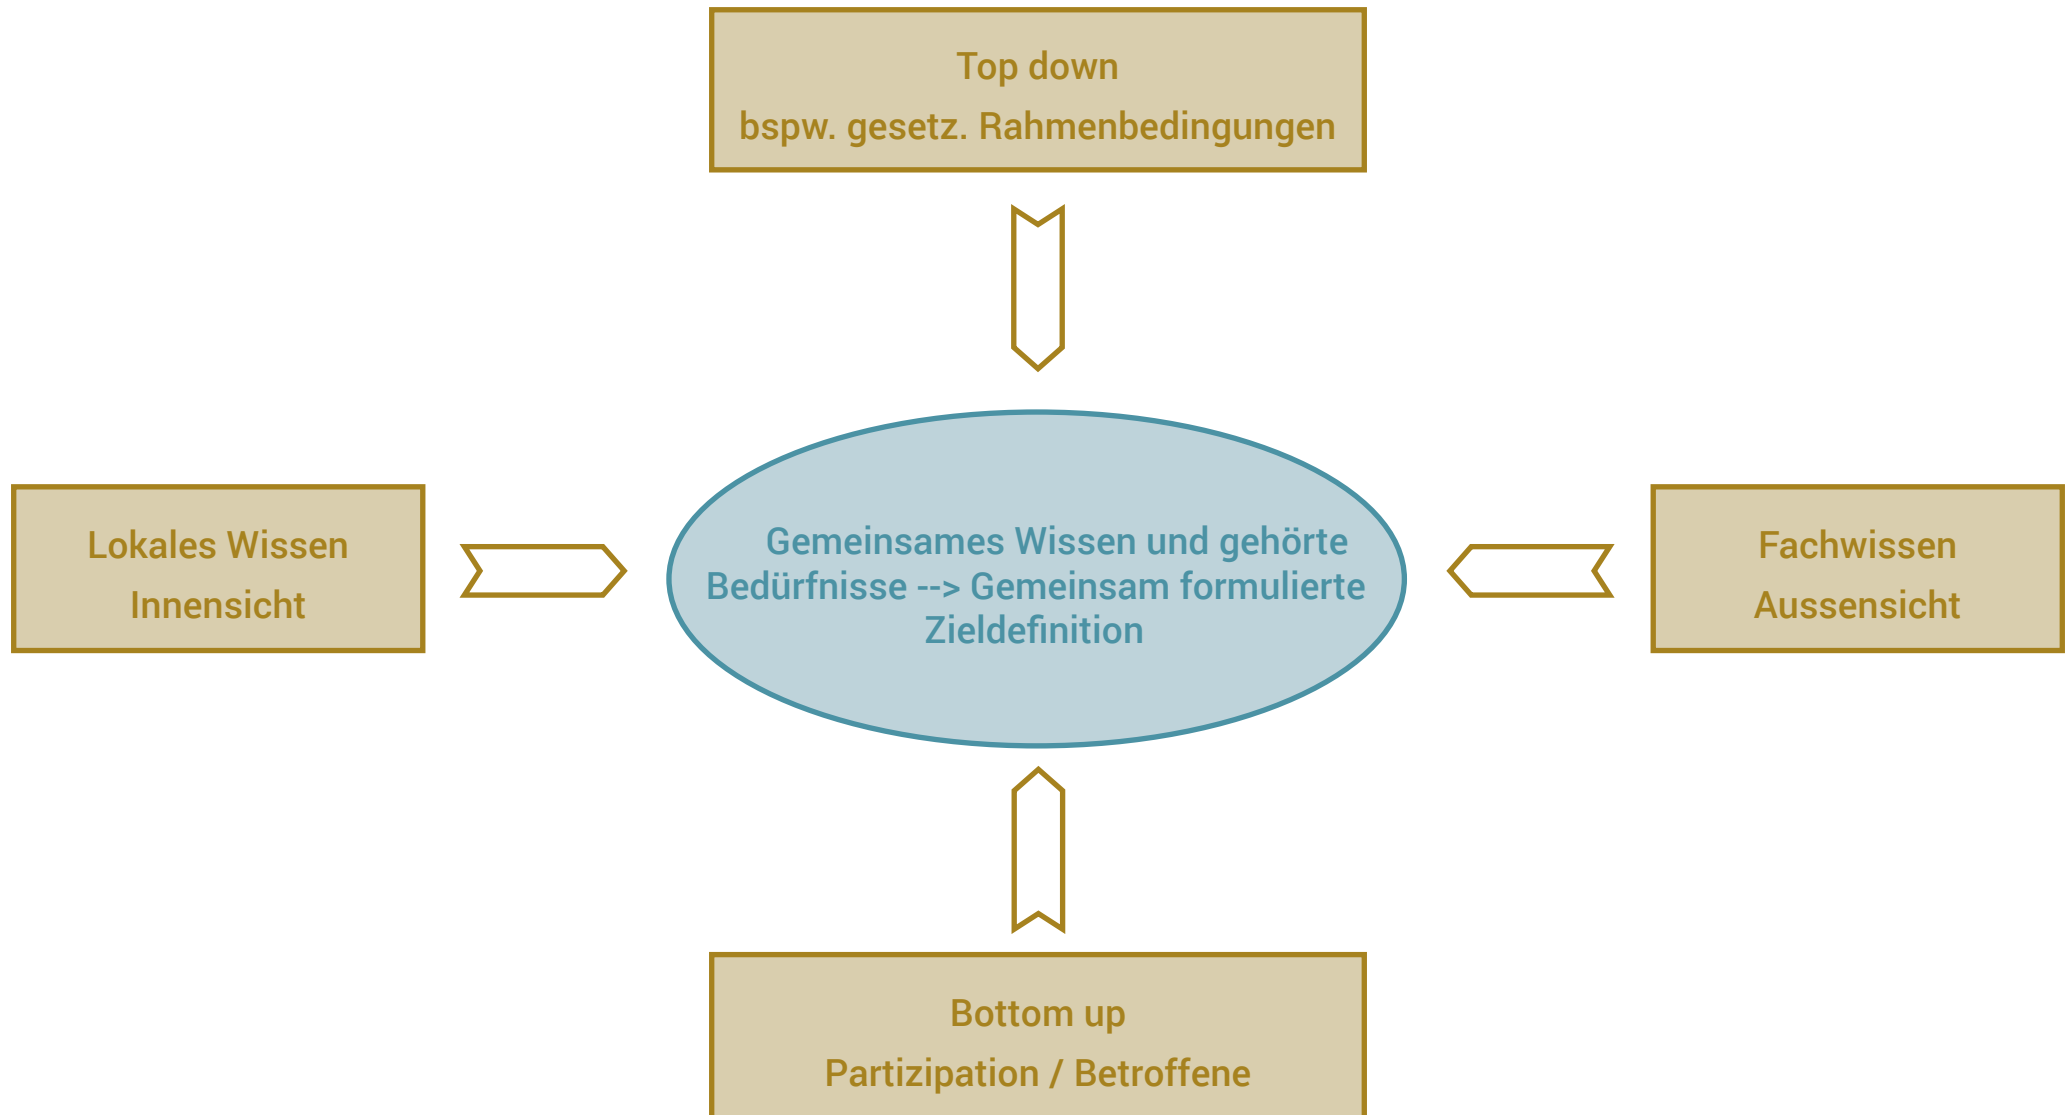 Top down
bspw. gesetz. Rahmenbedingungen
Lokales Wissen
Innensicht
Gemeinsames Wissen und gehörte
Bedürfnisse --> Gemeinsam formulierte
Zieldefinition
Fachwissen
Aussensicht
Bottom up
Partizipation / Betroffene